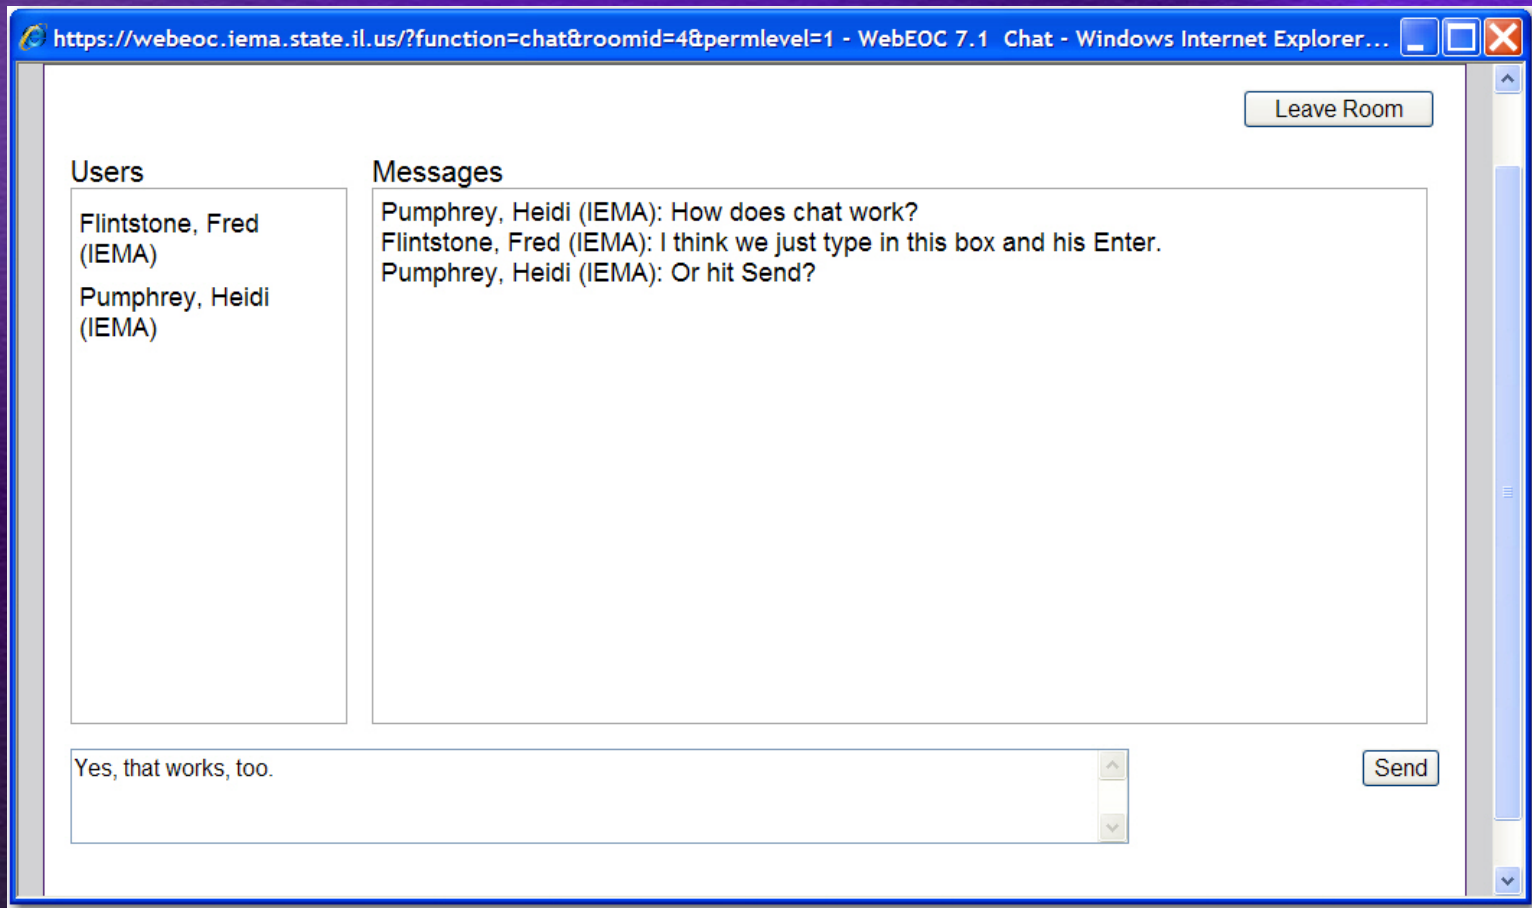 https://webeoc.iema.state.il.us/?function=chat&roomid=4&permlevel=1 - WebEOC 7.1  Chat - Windows Internet Explorer...
Leave Room
Users
Messages
Flintstone, Fred
(IEMA)
Pumphrey, Heidi
(IEMA)
Pumphrey, Heidi (IEMA): How does chat work?
Flintstone, Fred (IEMA): I think we just type in this box and his Enter.
Pumphrey, Heidi (IEMA): Or hit Send?
Yes, that works, too.
Send